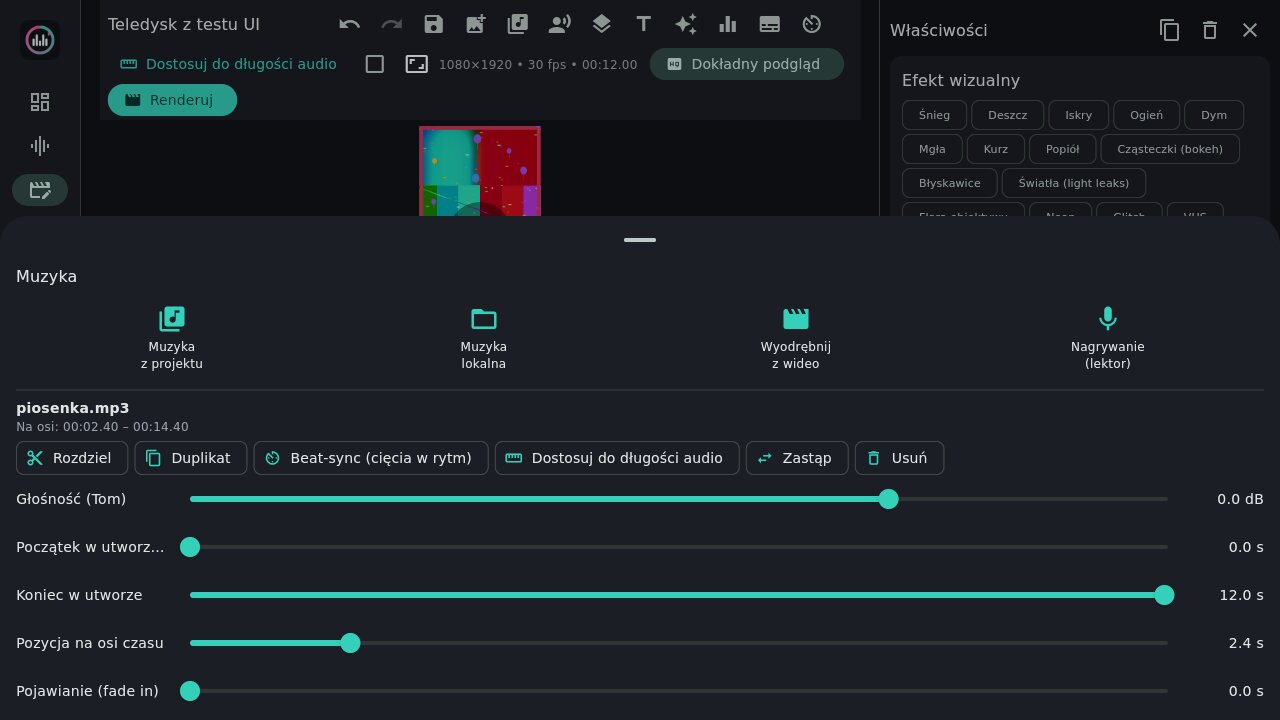 Teledysk z testu UI
Dostosuj do długości audio
1080×1920 • 30 fps • 00:12.00
HQ Dokładny podgląd
Renderuj
Właściwości
Efekt wizualny
Śnieg
Deszcz
Iskry
Ogień
Dym
Mgła
Kurz
Popiół
Cząsteczki (bokeh)
Błyskawice
Światła (light leaks)
Neon
Glitch
VHS
Muzyka
Muzyka
z projektu
Muzyka
lokalna
Wyodrębnij
z wideo
Nagrywanie
(lektor)
piosenka.mp3
Na osi: 00:02.40 – 00:14.40
Rozdziel
Duplikat
Beat-sync (cięcia w rytm)
Dostosuj do długości audio
Zastąp
Usuń
Głośność (Tom) 0.0 dB
Początek w utworz… 0.0 s
Koniec w utworze 12.0 s
Pozycja na osi czasu 2.4 s
Pojawianie (fade in) 0.0 s